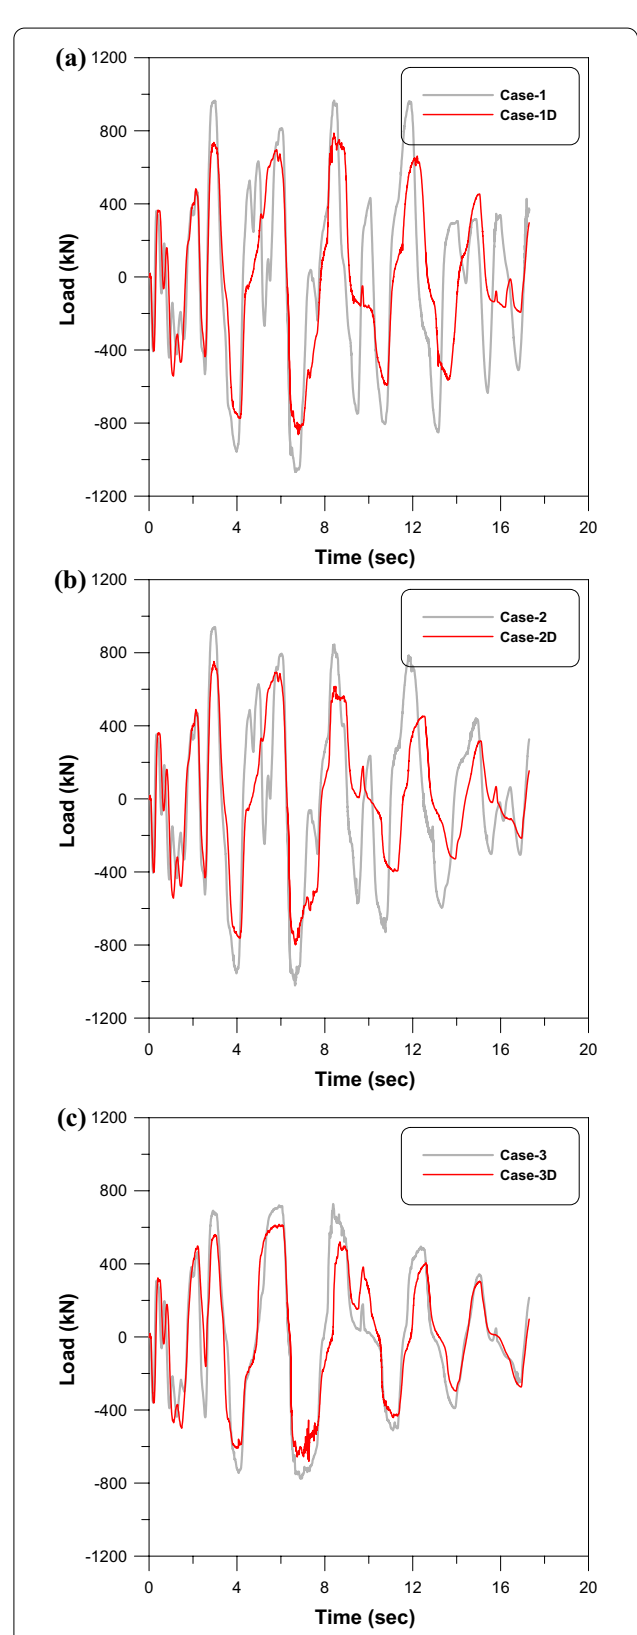 (a)
1200
800
400
0
-400
-800
-1200
Load (kN)
Case-1
Case-1D
0 4 8 12 16 20
Time (sec)
(b)
1200
800
400
0
-400
-800
-1200
Load (kN)
Case-2
Case-2D
0 4 8 12 16 20
Time (sec)
(c)
1200
800
400
0
-400
-800
-1200
Load (kN)
Case-3
Case-3D
0 4 8 12 16 20
Time (sec)